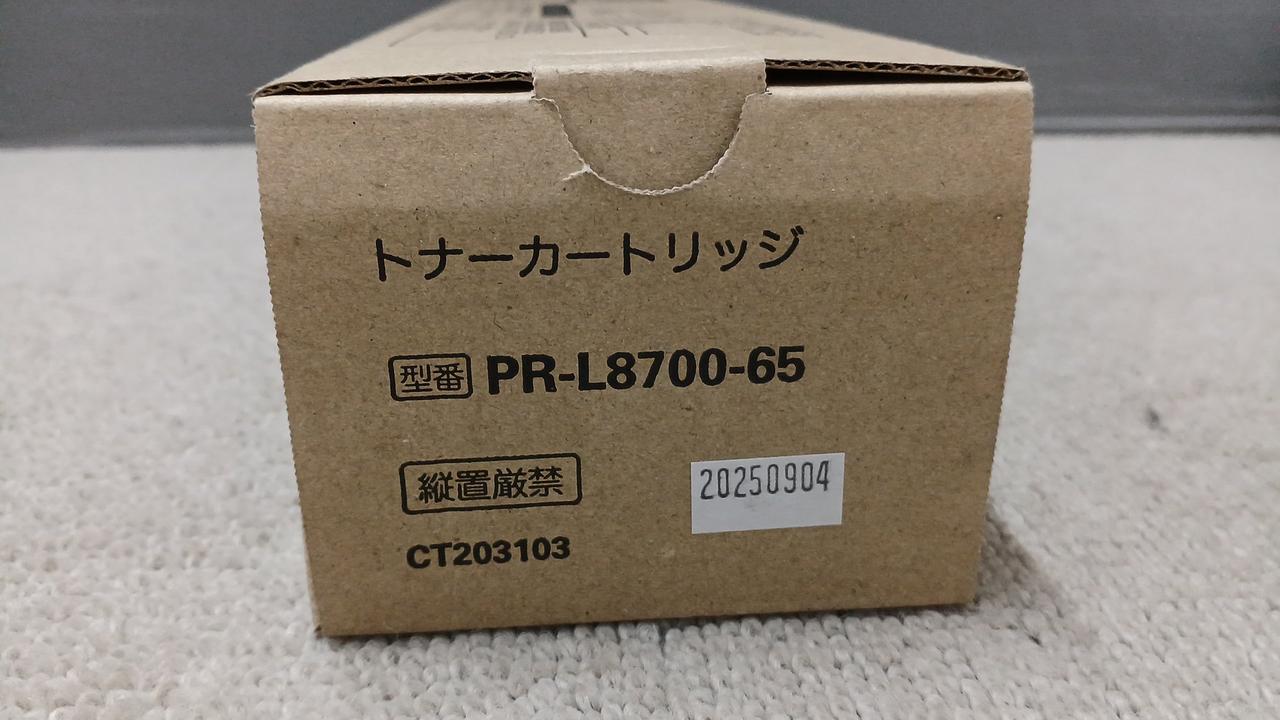 トナーカートリッジ
型番 PR-L8700-65
縦置厳禁
20250904
CT203103